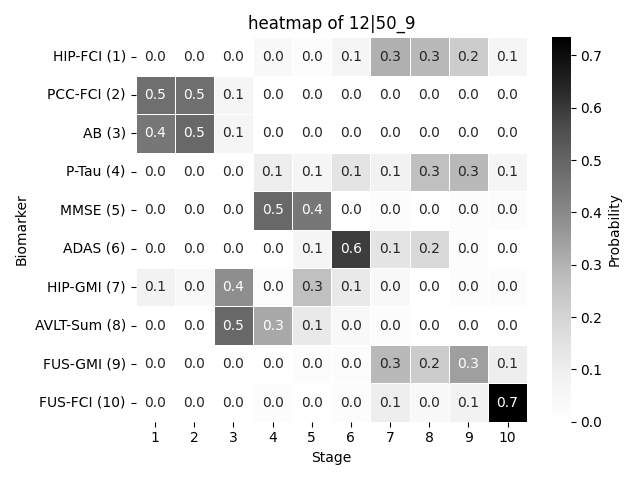 heatmap of 12|50_9
HIP-FCI (1) 0.0 0.0 0.0 0.0 0.0 0.1 0.3 0.3 0.2 0.1
PCC-FCI (2) 0.5 0.5 0.1 0.0 0.0 0.0 0.0 0.0 0.0 0.0
AB (3) 0.4 0.5 0.1 0.0 0.0 0.0 0.0 0.0 0.0 0.0
P-Tau (4) 0.0 0.0 0.0 0.1 0.1 0.1 0.1 0.3 0.3 0.1
MMSE (5) 0.0 0.0 0.0 0.5 0.4 0.0 0.0 0.0 0.0 0.0
ADAS (6) 0.0 0.0 0.0 0.0 0.1 0.6 0.1 0.2 0.0 0.0
HIP-GMI (7) 0.1 0.0 0.4 0.0 0.3 0.1 0.0 0.0 0.0 0.0
AVLT-Sum (8) 0.0 0.0 0.5 0.3 0.1 0.0 0.0 0.0 0.0 0.0
FUS-GMI (9) 0.0 0.0 0.0 0.0 0.0 0.0 0.3 0.2 0.3 0.1
FUS-FCI (10) 0.0 0.0 0.0 0.0 0.0 0.0 0.1 0.0 0.1 0.7
1 2 3 4 5 6 7 8 9 10
Stage
Biomarker
0.7
0.6
0.5
0.4
0.3
0.2
0.1
0.0
Probability